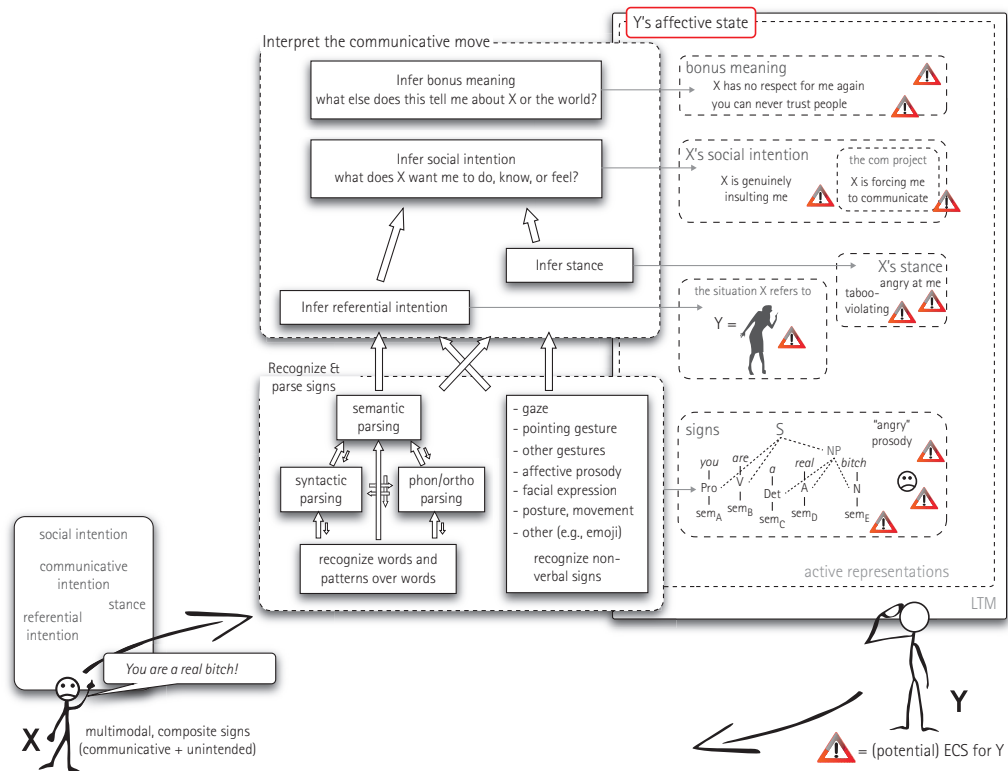 Y's affective state
Interpret the communicative move
Infer bonus meaning
what else does this tell me about X or the world?
bonus meaning
X has no respect for me again
you can never trust people
Infer social intention
what does X want me to do, know, or feel?
X's social intention
X is genuinely
insulting me
the com project
X is forcing me
to communicate
Infer stance
X's stance
angry at me
taboo-
violating
Infer referential intention
the situation X refers to
Y =
Recognize &
parse signs
semantic
parsing
syntactic
parsing
phon/ortho
parsing
recognize words and
patterns over words
- gaze
- pointing gesture
- other gestures
- affective prosody
- facial expression
- posture, movement
- other (e.g., emoji)
recognize non-
verbal signs
signs
S
"angry"
prosody
NP
you are a real bitch
Pro V Det A N
semA semB semC semD semE
active representations
LTM
social intention
communicative
intention
stance
referential
intention
You are a real bitch!
X
multimodal, composite signs
(communicative + unintended)
Y
= (potential) ECS for Y